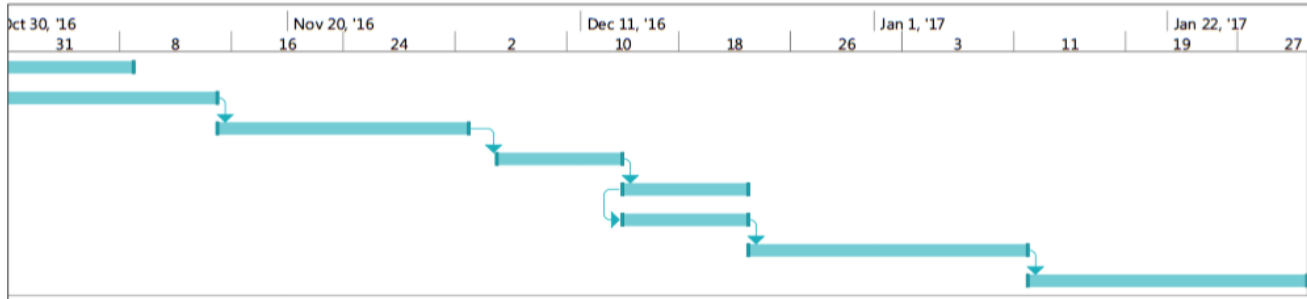 Oct 30, '16 Nov 20, '16 Dec 11, '16 Jan 1, '17 Jan 22, '17
31 8 16 24 2 10 18 26 3 11 19 27